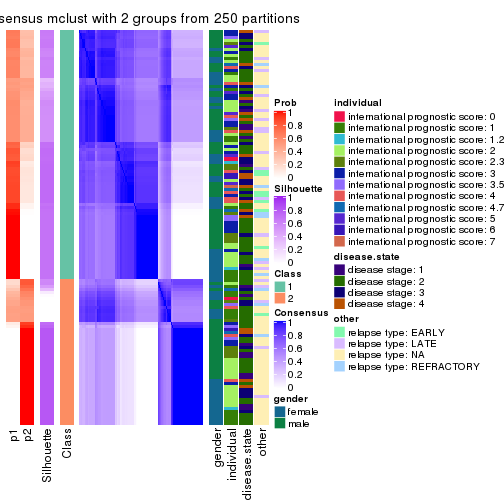 sensus mclust with 2 groups from 250 partitions
Prob
1
0.8
0.6
0.4
0.2
0
Silhouette
1
0.8
0.6
0.4
0.2
0
Class
1
2
Consensus
1
0.8
0.6
0.4
0.2
0
gender
female
male
individual
international prognostic score: 0
international prognostic score: 1
international prognostic score: 1.2
international prognostic score: 2
international prognostic score: 2.3
international prognostic score: 3
international prognostic score: 3.5
international prognostic score: 4
international prognostic score: 4.7
international prognostic score: 5
international prognostic score: 6
international prognostic score: 7
disease.state
disease stage: 1
disease stage: 2
disease stage: 3
disease stage: 4
other
relapse type: EARLY
relapse type: LATE
relapse type: NA
relapse type: REFRACTORY
p1
p2
Silhouette
Class
gender
individual
disease.state
other